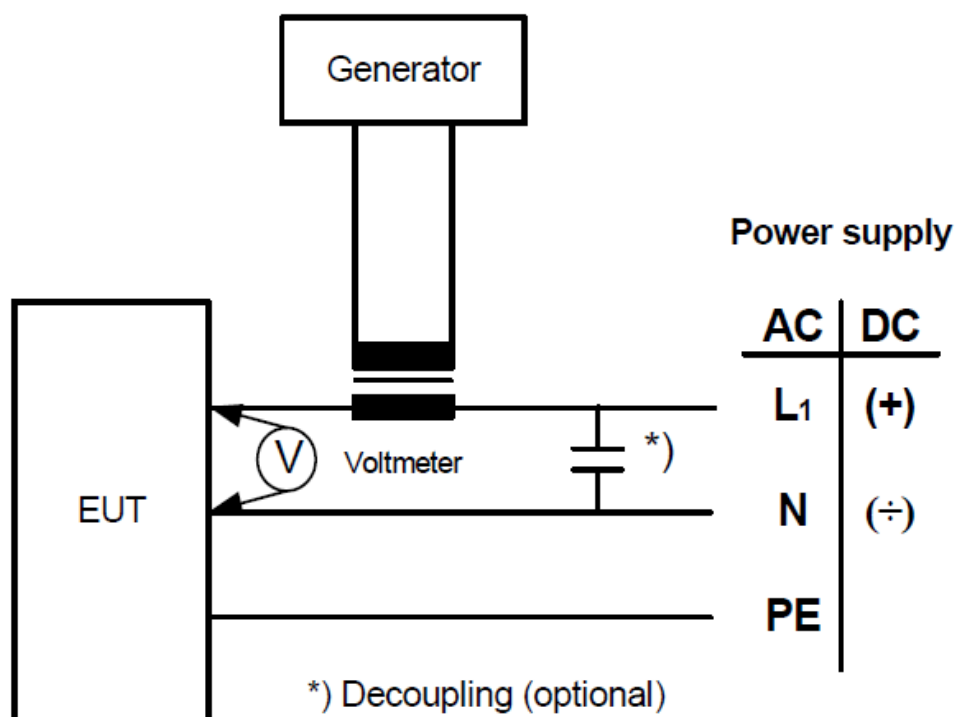 Generator
Power supply
AC DC
L1 (+)
*)
V Voltmeter
EUT
N (÷)
PE
*) Decoupling (optional)